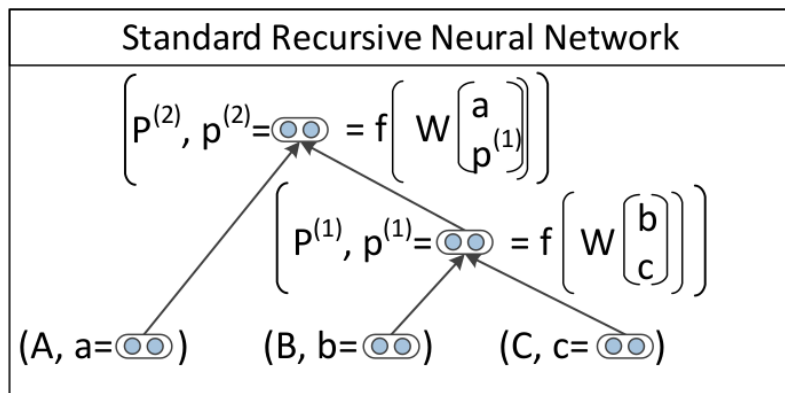 Standard Recursive Neural Network
(P⁽²⁾, p⁽²⁾= = f(W[a p⁽¹⁾]))
(P⁽¹⁾, p⁽¹⁾= = f(W[b c]))
(A, a= ) (B, b= ) (C, c= )